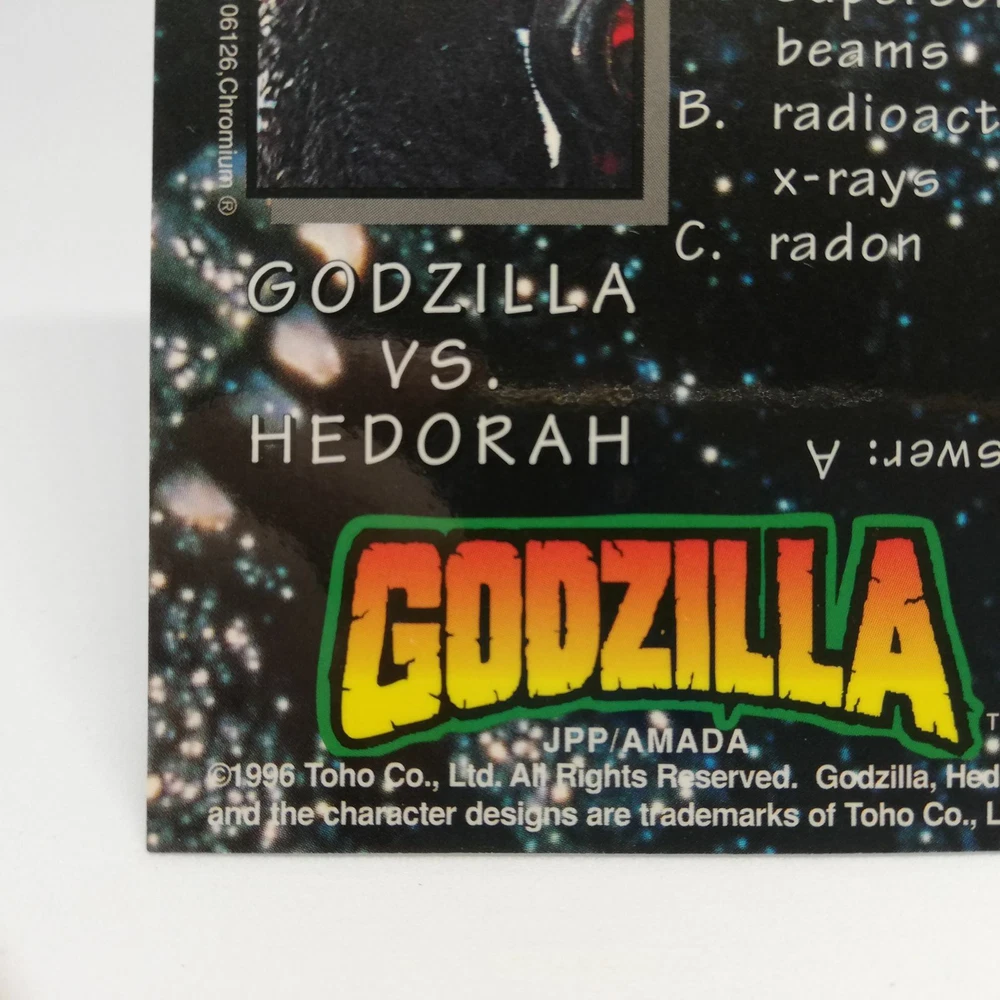 06126,Chromium ®
beams
B. radioact
x-rays
C. radon
GODZILLA
VS.
HEDORAH
swer: A
GODZILLA
JPP/AMADA
©1996 Toho Co., Ltd. All Rights Reserved. Godzilla, Hed
and the character designs are trademarks of Toho Co., L